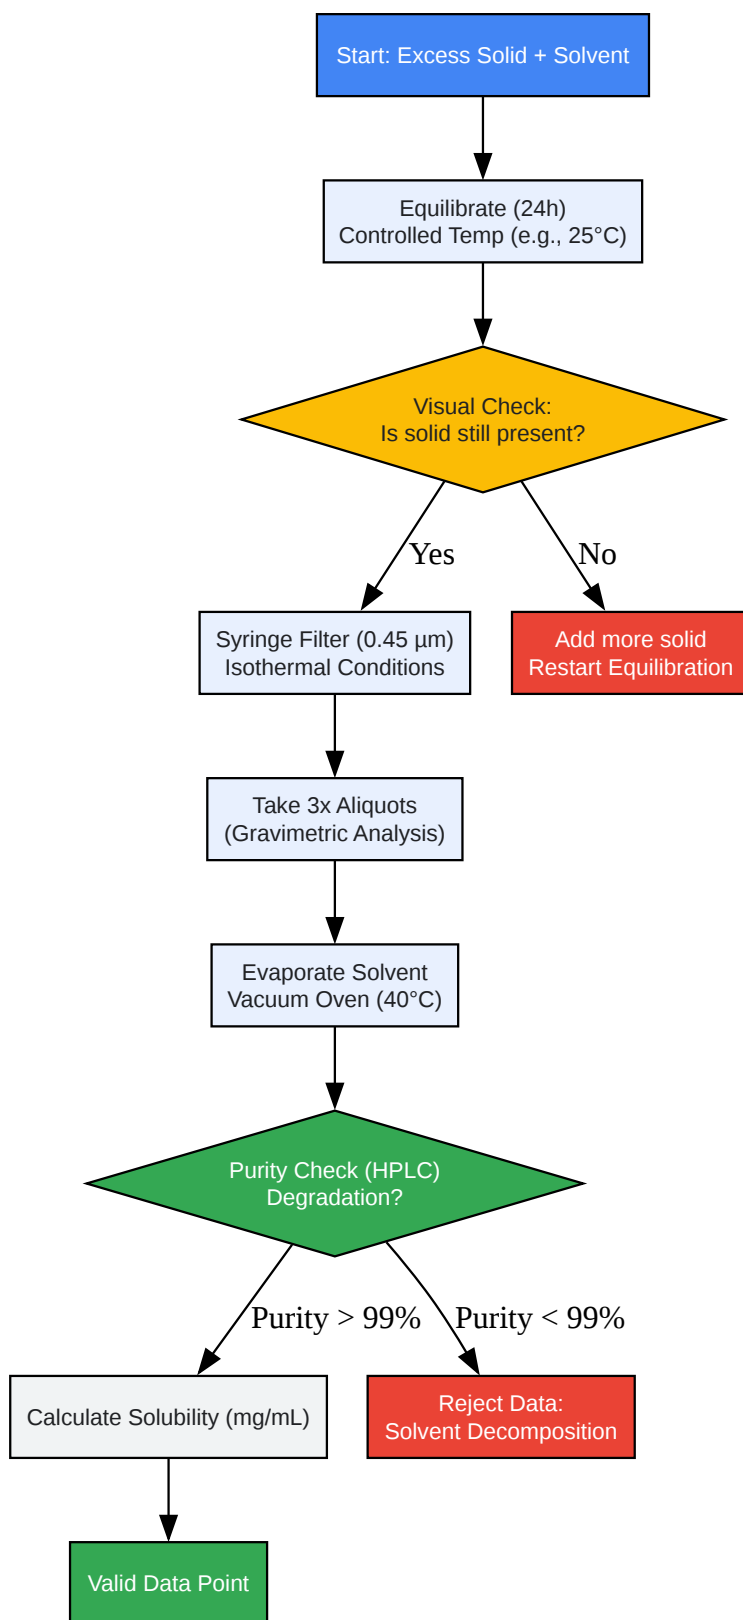 Start: Excess Solid + Solvent
Equilibrate (24h)
Controlled Temp (e.g., 25°C)
Visual Check:
Is solid still present?
Yes
No
Syringe Filter (0.45 µm)
Isothermal Conditions
Add more solid
Restart Equilibration
Take 3x Aliquots
(Gravimetric Analysis)
Evaporate Solvent
Vacuum Oven (40°C)
Purity Check (HPLC)
Degradation?
Purity > 99%
Purity < 99%
Calculate Solubility (mg/mL)
Reject Data:
Solvent Decomposition
Valid Data Point